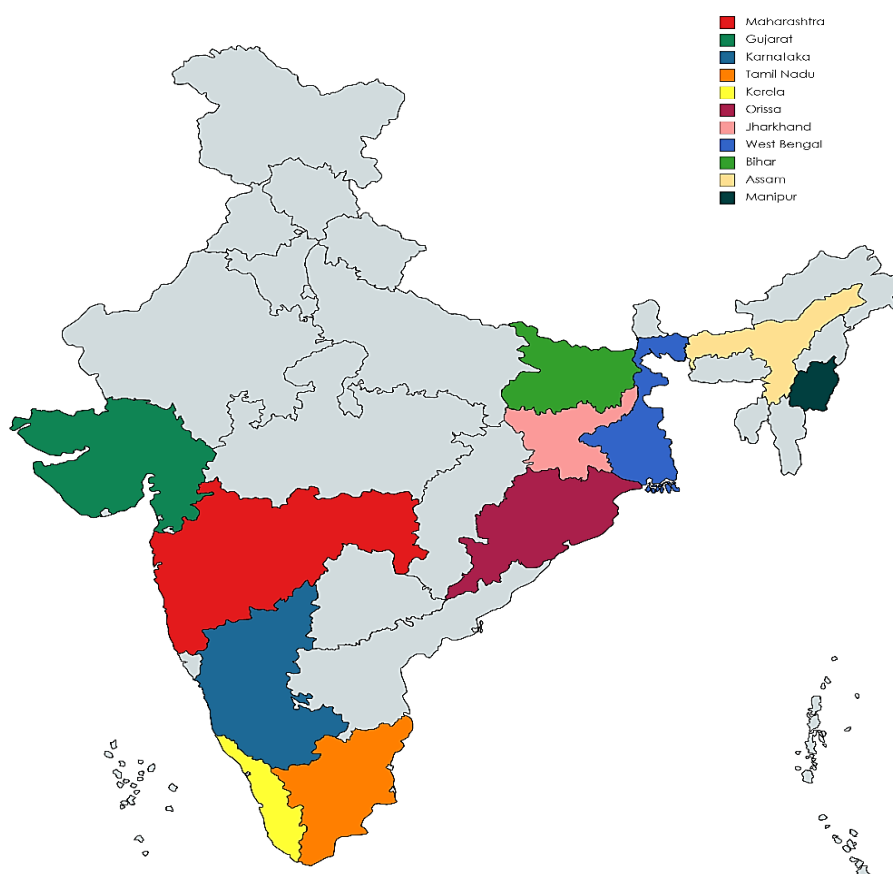 Maharashtra
Gujarat
Karnataka
Tamil Nadu
Kerela
Orissa
Jharkhand
West Bengal
Bihar
Assam
Manipur